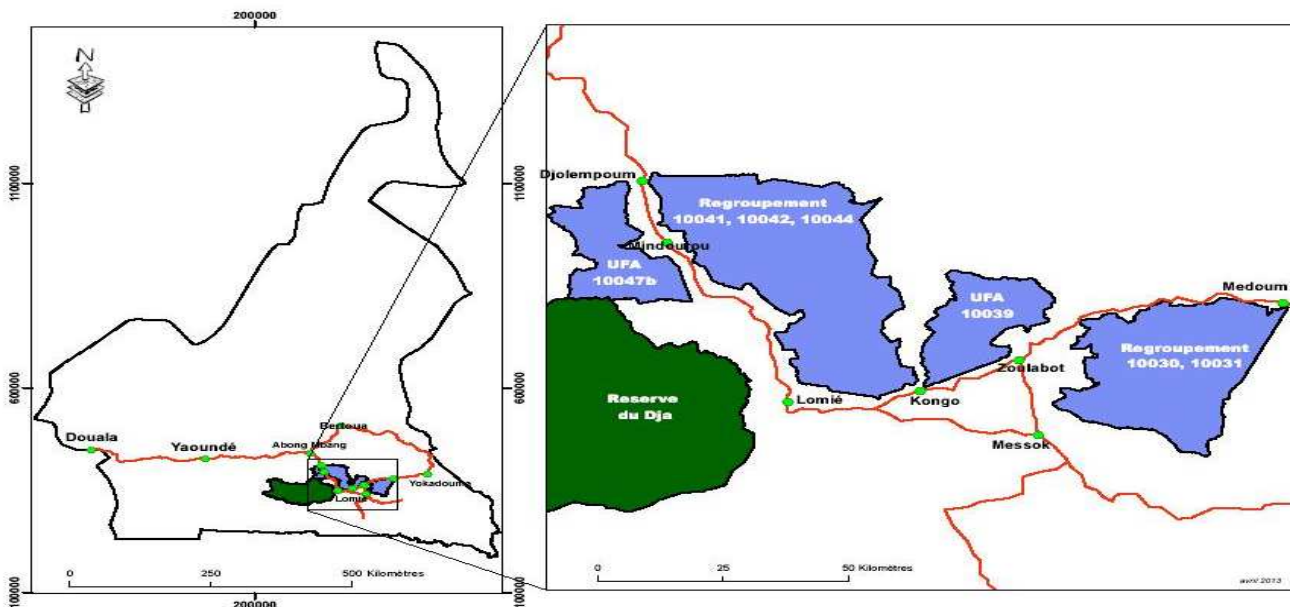 200000
N
1100000
1100000
600000
600000
100000
100000
Douala
Yaoundé
Abong Mbang
Bertoua
Yokadouma
Lomié
0 250 500 Kilomètres
200000
Djolempoum
Regroupement
10041, 10042, 10044
Mindourou
UFA
10047b
UFA
10039
Medoum
Zoulabot
Regroupement
10030, 10031
Reserve
du Dja
Lomié
Kongo
Messok
0 25 50 Kilomètres
avril 2013